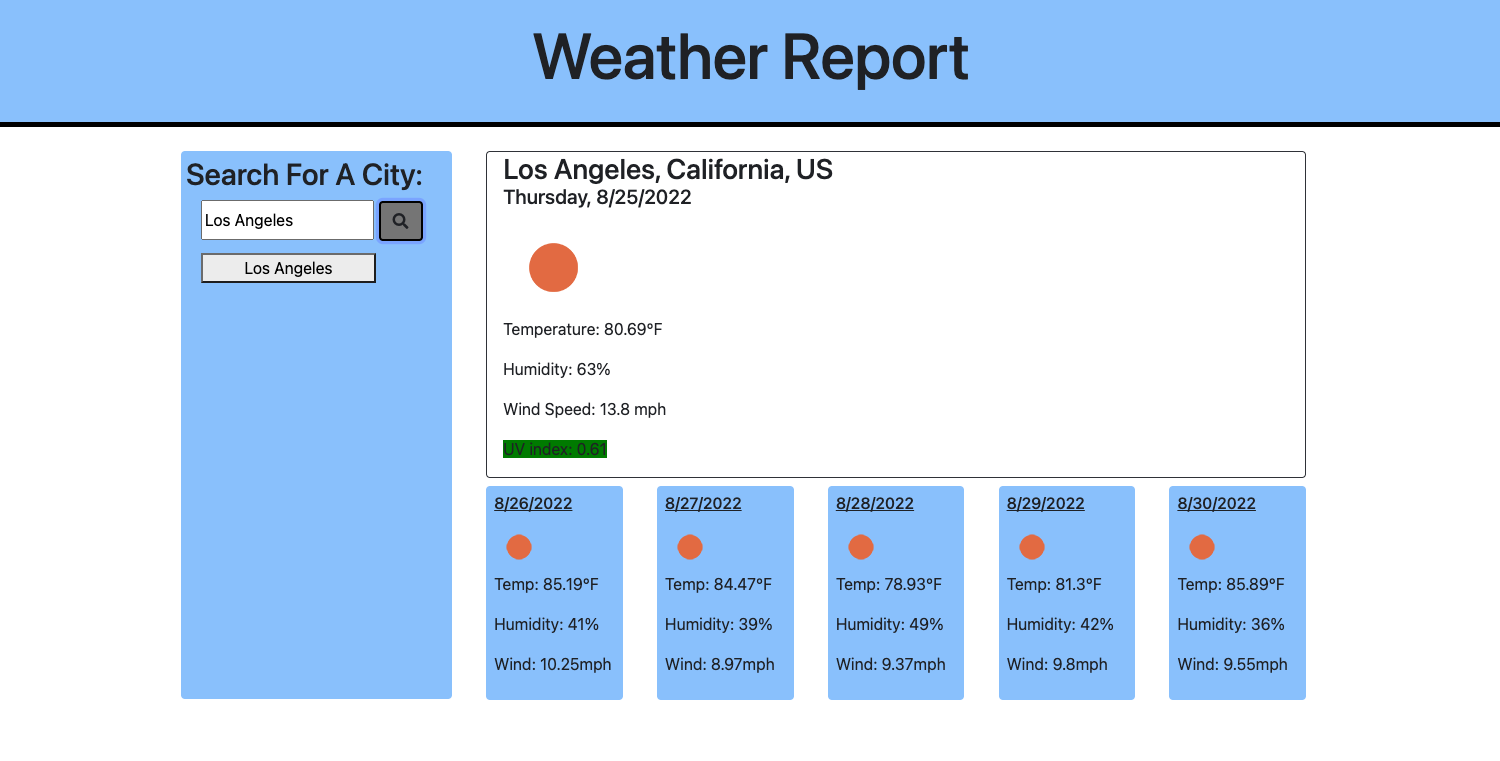 Weather Report
Search For A City:
Los Angeles
Los Angeles
Los Angeles, California, US
Thursday, 8/25/2022
Temperature: 80.69°F
Humidity: 63%
Wind Speed: 13.8 mph
UV index: 0.61
8/26/2022
Temp: 85.19°F
Humidity: 41%
Wind: 10.25mph
8/27/2022
Temp: 84.47°F
Humidity: 39%
Wind: 8.97mph
8/28/2022
Temp: 78.93°F
Humidity: 49%
Wind: 9.37mph
8/29/2022
Temp: 81.3°F
Humidity: 42%
Wind: 9.8mph
8/30/2022
Temp: 85.89°F
Humidity: 36%
Wind: 9.55mph